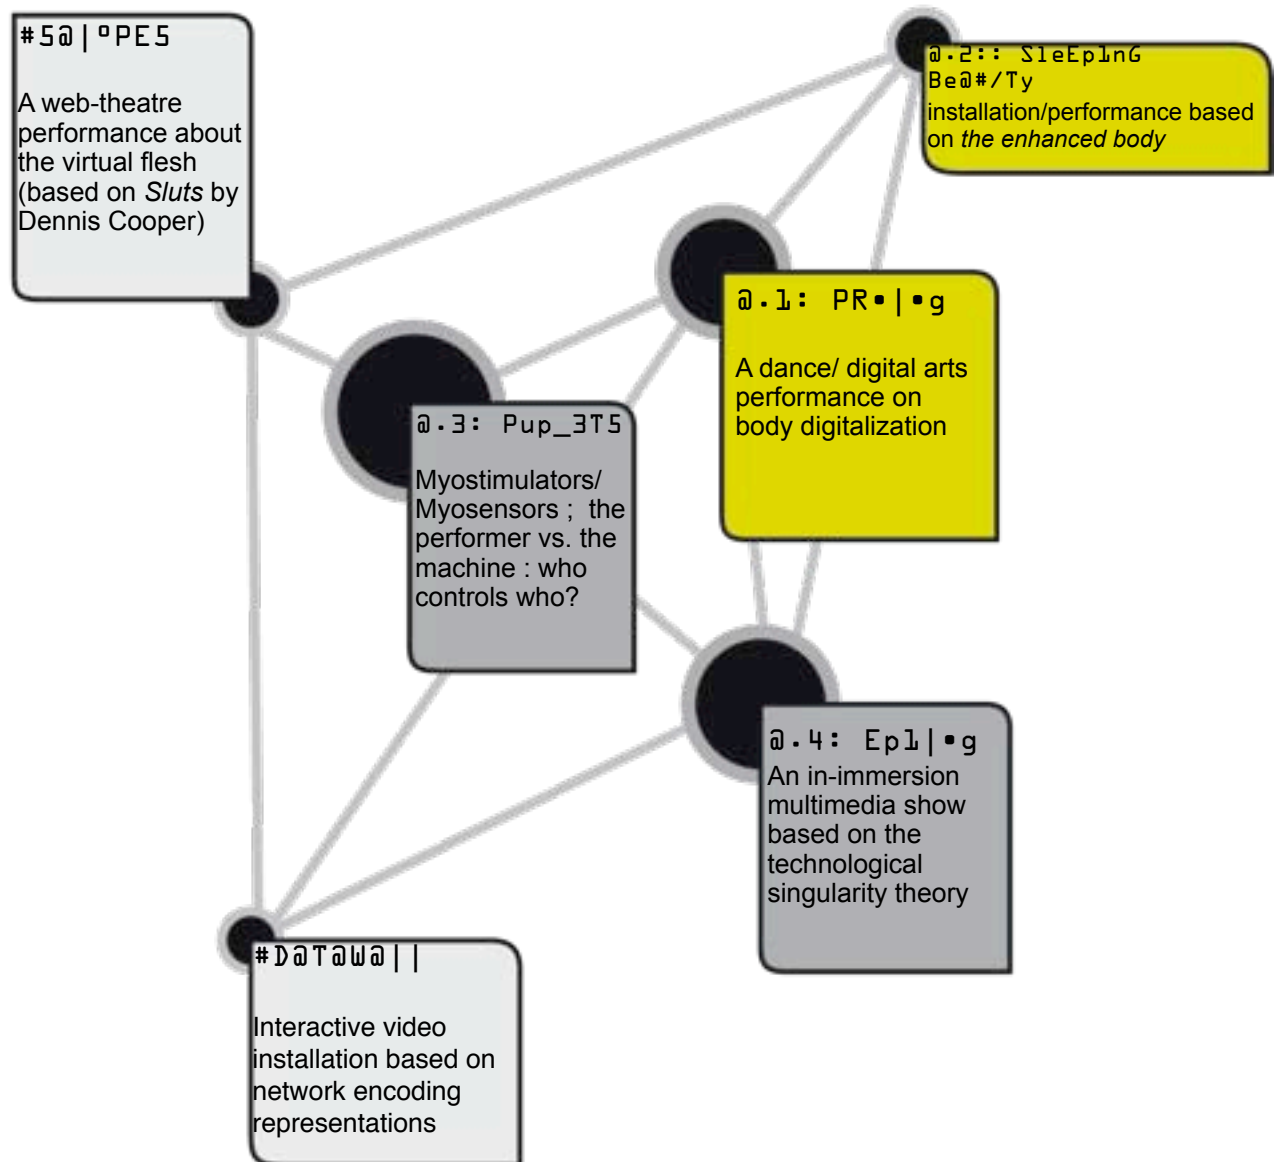 #5@|ºPE5
A web-theatre
performance about
the virtual flesh
(based on Sluts by
Dennis Cooper)
@.2:: SleEp1nG
Be@#/Ty
installation/performance based
on the enhanced body
@.1: PR•|•g
A dance/ digital arts
performance on
body digitalization
@.3: Pup_3T5
Myostimulators/
Myosensors ;  the
performer vs. the
machine : who
controls who?
@.4: Ep1|•g
An in-immersion
multimedia show
based on the
technological
singularity theory
#D@T@W@||
Interactive video
installation based on
network encoding
representations